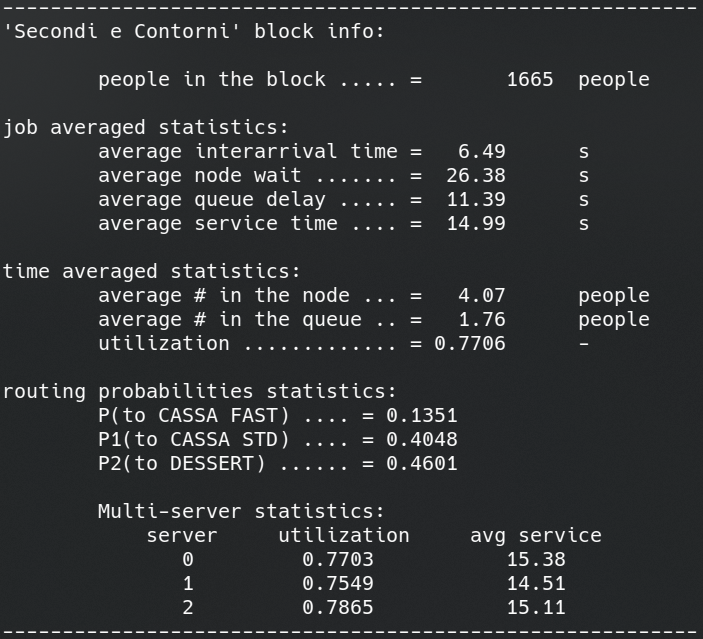 ----------------------------------------------------------
'Secondi e Contorni' block info:
people in the block ..... = 1665 people
job averaged statistics:
average interarrival time = 6.49 s
average node wait ....... = 26.38 s
average queue delay ..... = 11.39 s
average service time .... = 14.99 s
time averaged statistics:
average # in the node ... = 4.07 people
average # in the queue .. = 1.76 people
utilization ............. = 0.7706 -
routing probabilities statistics:
P(to CASSA FAST) .... = 0.1351
P1(to CASSA STD) .... = 0.4048
P2(to DESSERT) ...... = 0.4601
Multi-server statistics:
server utilization avg service
0 0.7703 15.38
1 0.7549 14.51
2 0.7865 15.11
----------------------------------------------------------